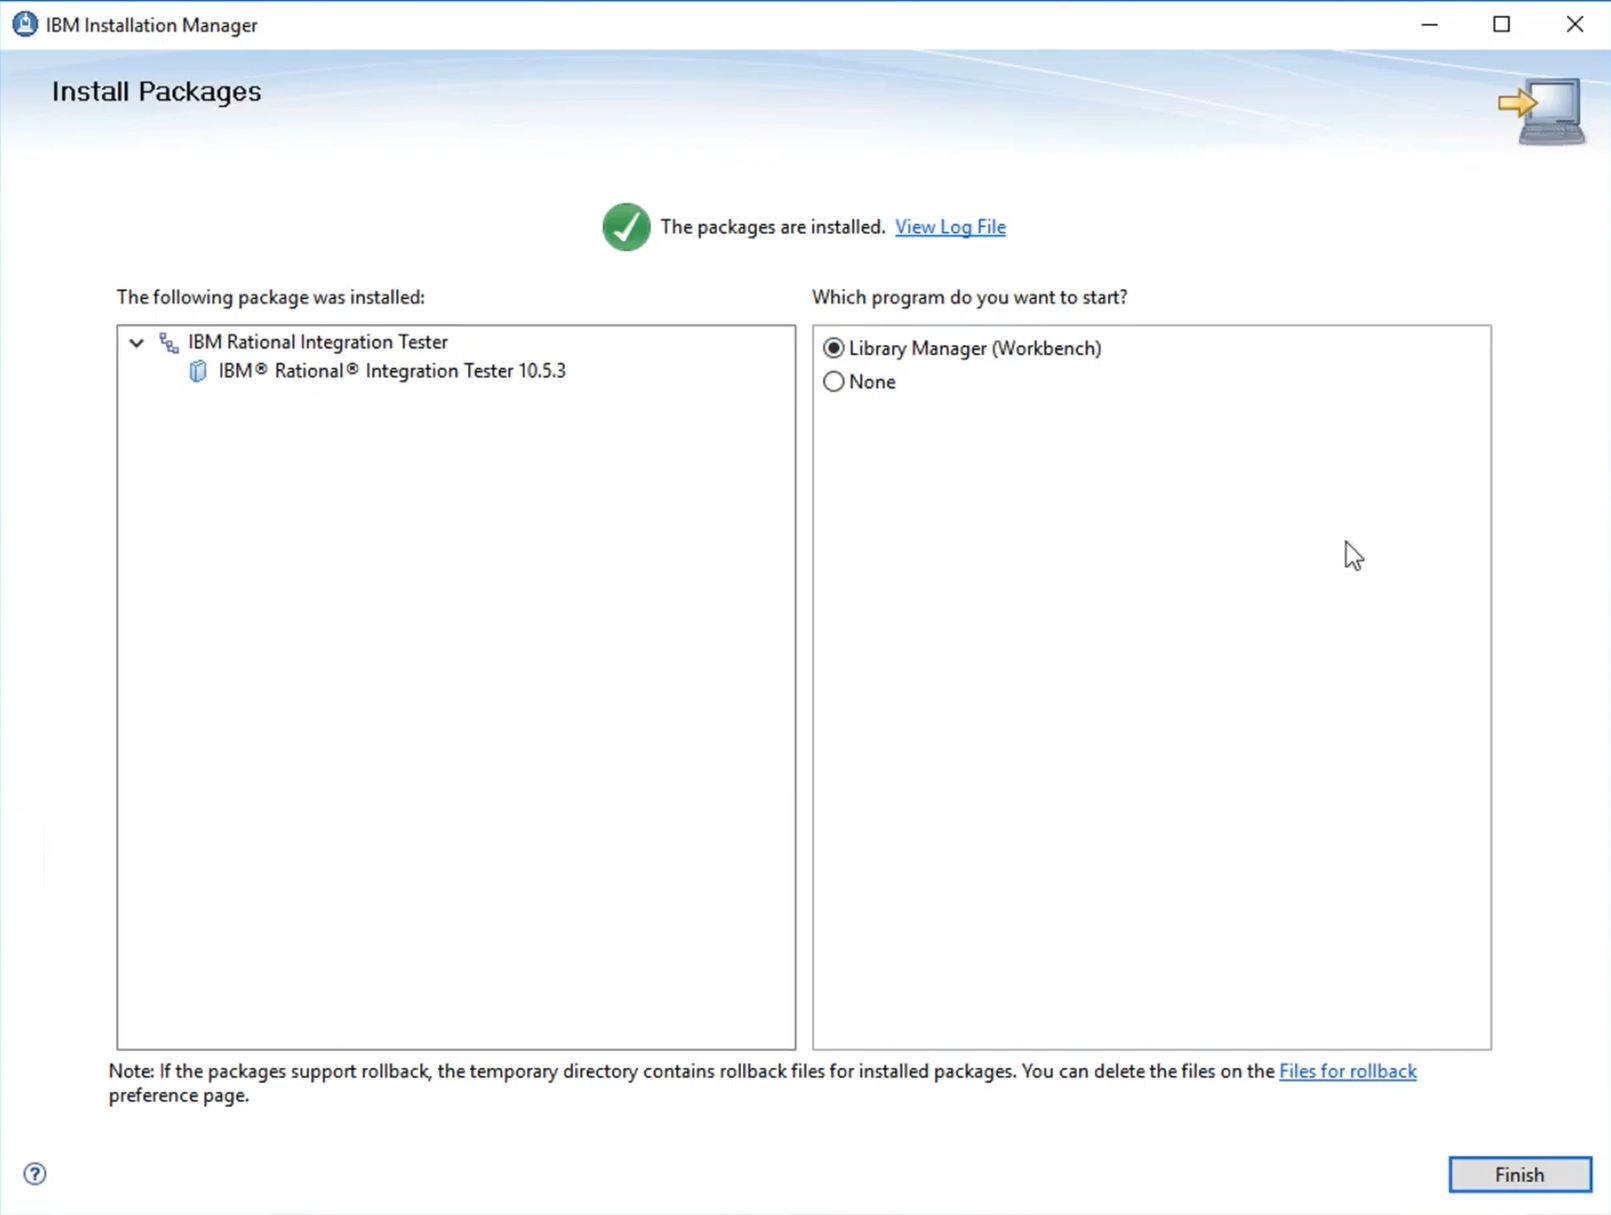 IBM Installation Manager
Install Packages
The packages are installed. View Log File
The following package was installed:
IBM Rational Integration Tester
IBM® Rational® Integration Tester 10.5.3
Which program do you want to start?
Library Manager (Workbench)
None
Note: If the packages support rollback, the temporary directory contains rollback files for installed packages. You can delete the files on the Files for rollback
preference page.
?
Finish